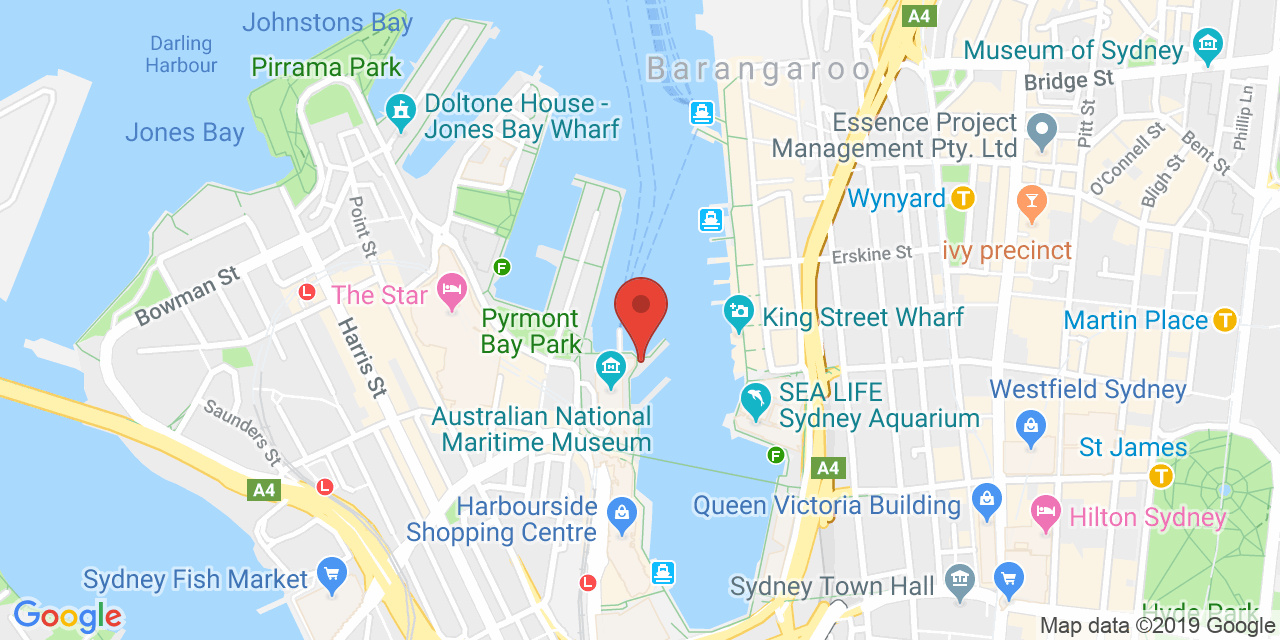 Johnstons Bay
Darling
Harbour
Pirrama Park
Jones Bay
Doltone House -
Jones Bay Wharf
A4
Barangaroo
Museum of Sydney
Bridge St
Pitt St
Phillip Ln
Essence Project
Management Pty. Ltd
O'Connell St
Bent St
Bligh St
Wynyard
T
Point St
Erskine St
ivy precinct
Bowman St
F
L
The Star
Harris St
Pyrmont
Bay Park
King Street Wharf
Martin Place
T
Saunders St
Australian National
Maritime Museum
SEA LIFE
Sydney Aquarium
Westfield Sydney
St James
T
F
A4
A4
L
Harbourside
Shopping Centre
Queen Victoria Building
Hilton Sydney
Sydney Fish Market
L
Sydney Town Hall
Hyde Park
Google
Map data ©2019 Google